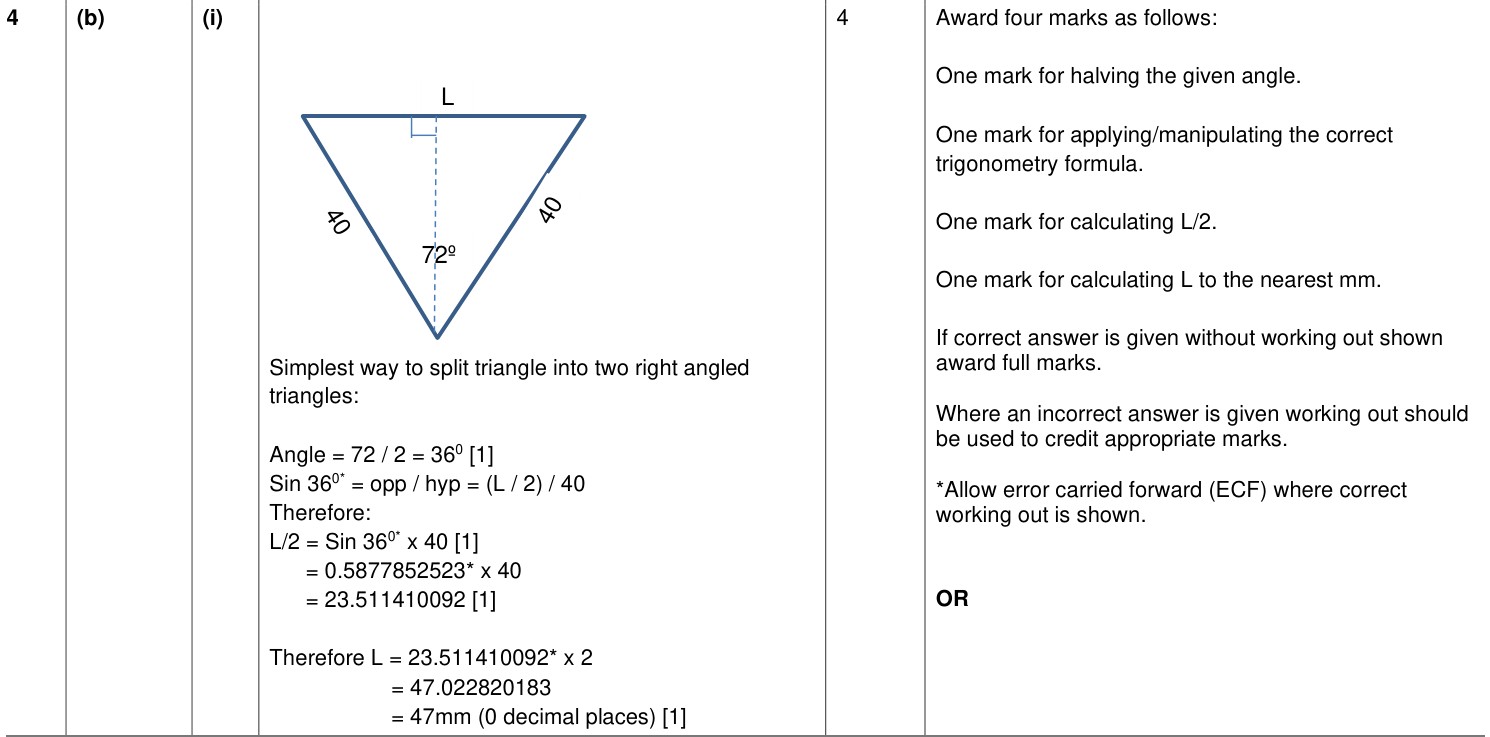 4 (b) (i) 4 Award four marks as follows:
One mark for halving the given angle.
L
One mark for applying/manipulating the correct
trigonometry formula.
40
40
One mark for calculating L/2.
72º
One mark for calculating L to the nearest mm.
If correct answer is given without working out shown
award full marks.
Simplest way to split triangle into two right angled
triangles:
Where an incorrect answer is given working out should
be used to credit appropriate marks.
Angle = 72 / 2 = 36⁰ [1]
Sin 36⁰* = opp / hyp = (L / 2) / 40
*Allow error carried forward (ECF) where correct
working out is shown.
Therefore:
L/2 = Sin 36⁰* x 40 [1]
= 0.5877852523* x 40
= 23.511410092 [1]
OR
Therefore L = 23.511410092* x 2
= 47.022820183
= 47mm (0 decimal places) [1]